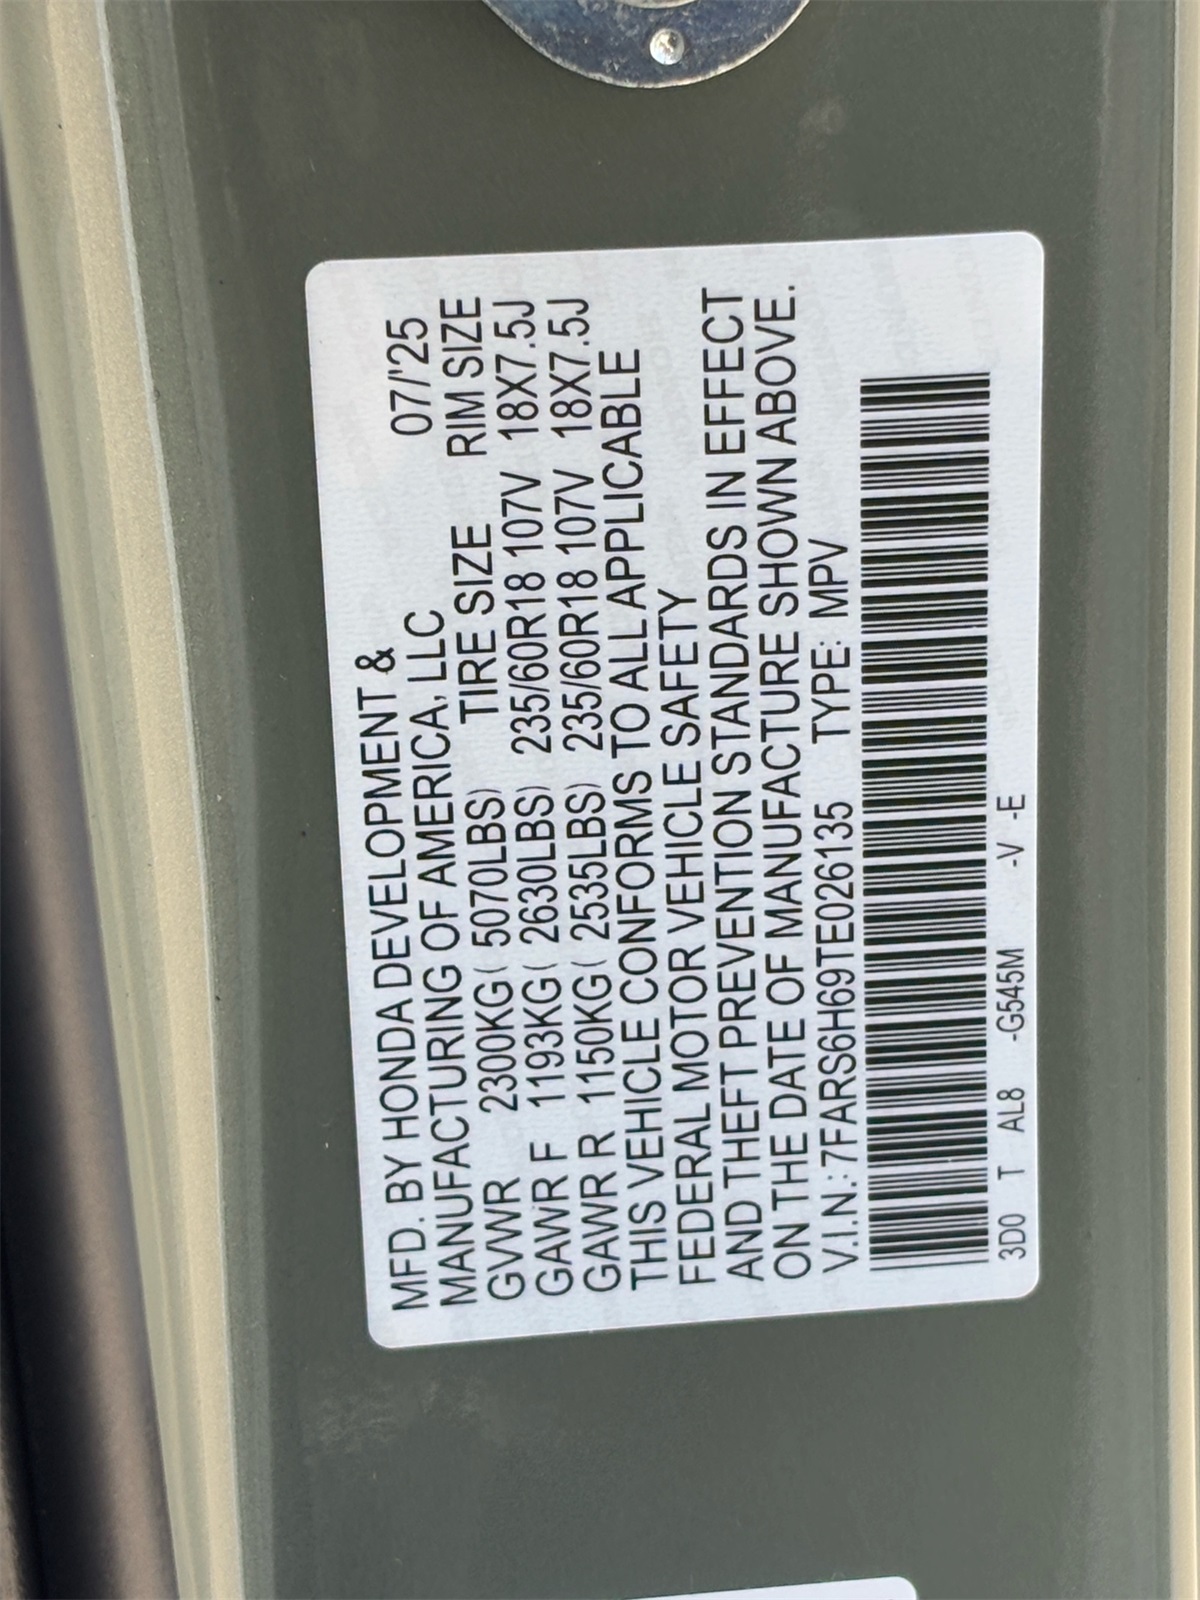 MFD. BY HONDA DEVELOPMENT &
MANUFACTURING OF AMERICA, LLC 07/'25
GVWR 2300KG( 5070LBS) TIRE SIZE RIM SIZE
GAWR F 1193KG( 2630LBS) 235/60R18 107V 18X7.5J
GAWR R 1150KG( 2535LBS) 235/60R18 107V 18X7.5J
THIS VEHICLE CONFORMS TO ALL APPLICABLE
FEDERAL MOTOR VEHICLE SAFETY
AND THEFT PREVENTION STANDARDS IN EFFECT
ON THE DATE OF MANUFACTURE SHOWN ABOVE.
V.I.N.: 7FARS6H69TE026135 TYPE: MPV
3D0 T AL8 -G545M -V -E